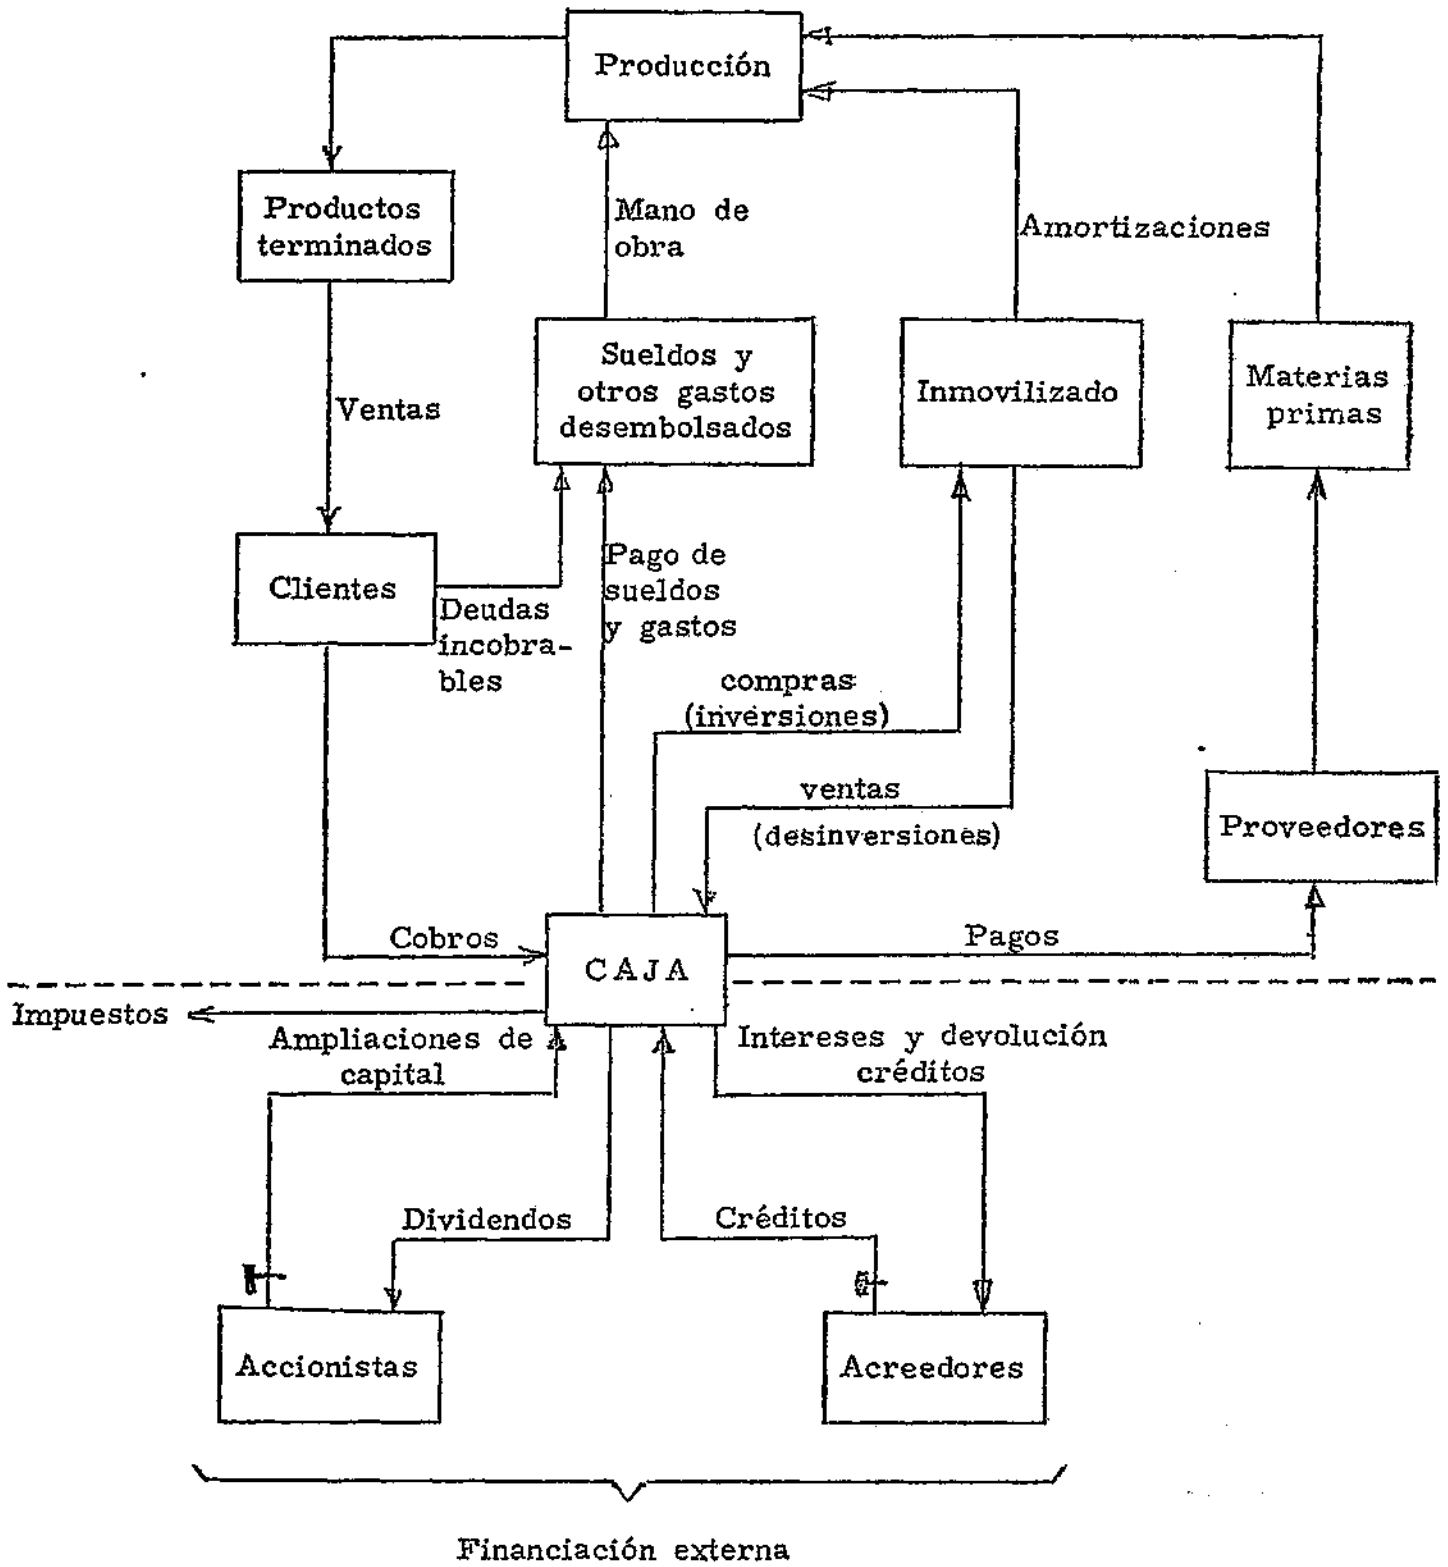 Producción
Productos
terminados
Mano de
obra
Amortizaciones
Sueldos y
otros gastos
desembolsados
Inmovilizado
Materias
primas
Ventas
Clientes
Deudas
incobra-
bles
Pago de
sueldos
y gastos
compras
(inversiones)
ventas
(desinversiones)
Proveedores
Cobros
CAJA
Pagos
Impuestos
Ampliaciones de
capital
Intereses y devolución
créditos
Dividendos
Créditos
Accionistas
Acreedores
Financiación externa